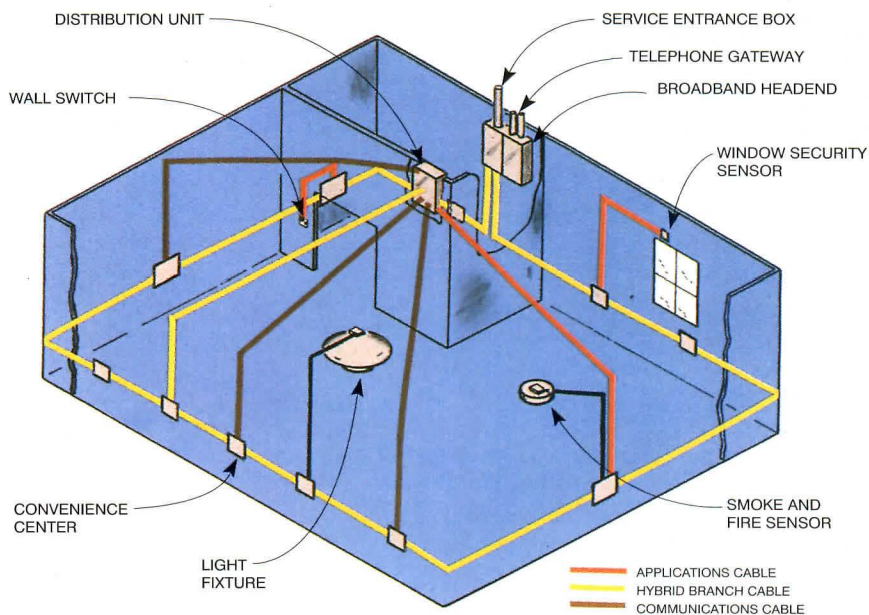 DISTRIBUTION UNIT
SERVICE ENTRANCE BOX
TELEPHONE GATEWAY
BROADBAND HEADEND
WALL SWITCH
WINDOW SECURITY
SENSOR
CONVENIENCE
CENTER
LIGHT
FIXTURE
SMOKE AND
FIRE SENSOR
APPLICATIONS CABLE
HYBRID BRANCH CABLE
COMMUNICATIONS CABLE